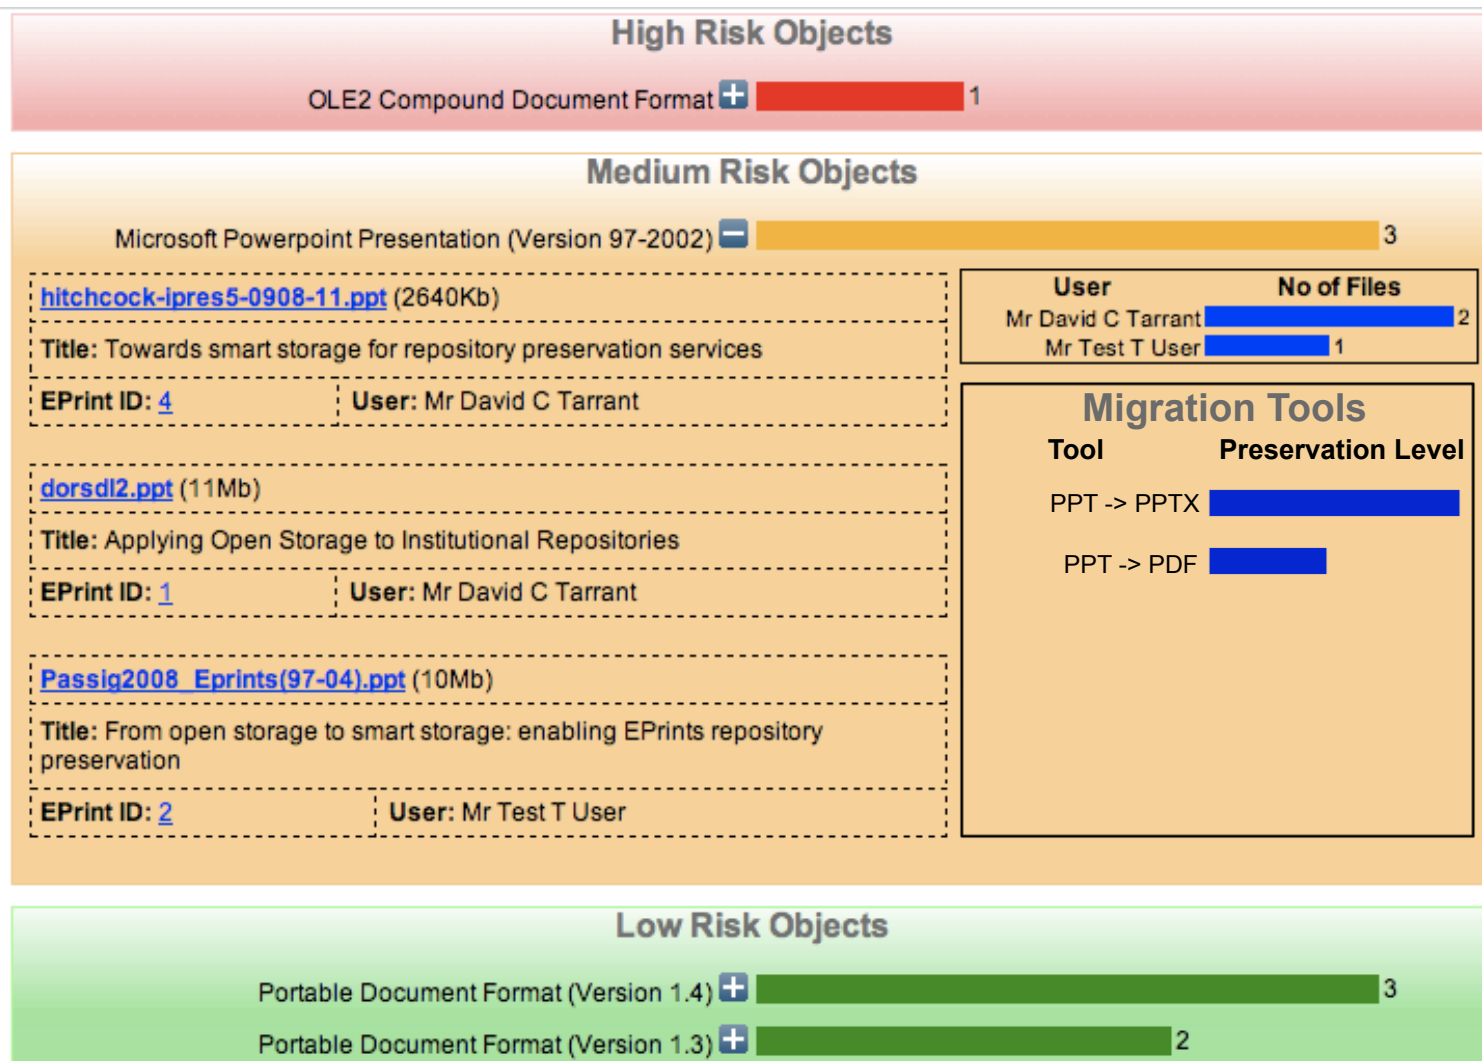 High Risk Objects
OLE2 Compound Document Format 1
Medium Risk Objects
Microsoft Powerpoint Presentation (Version 97-2002) 3
hitchcock-ipres5-0908-11.ppt (2640Kb)
Title: Towards smart storage for repository preservation services
EPrint ID: 4 User: Mr David C Tarrant
dorsdl2.ppt (11Mb)
Title: Applying Open Storage to Institutional Repositories
EPrint ID: 1 User: Mr David C Tarrant
Passig2008_Eprints(97-04).ppt (10Mb)
Title: From open storage to smart storage: enabling EPrints repository
preservation
EPrint ID: 2 User: Mr Test T User
User No of Files
Mr David C Tarrant 2
Mr Test T User 1
Migration Tools
Tool Preservation Level
PPT -> PPTX
PPT -> PDF
Low Risk Objects
Portable Document Format (Version 1.4) 3
Portable Document Format (Version 1.3) 2